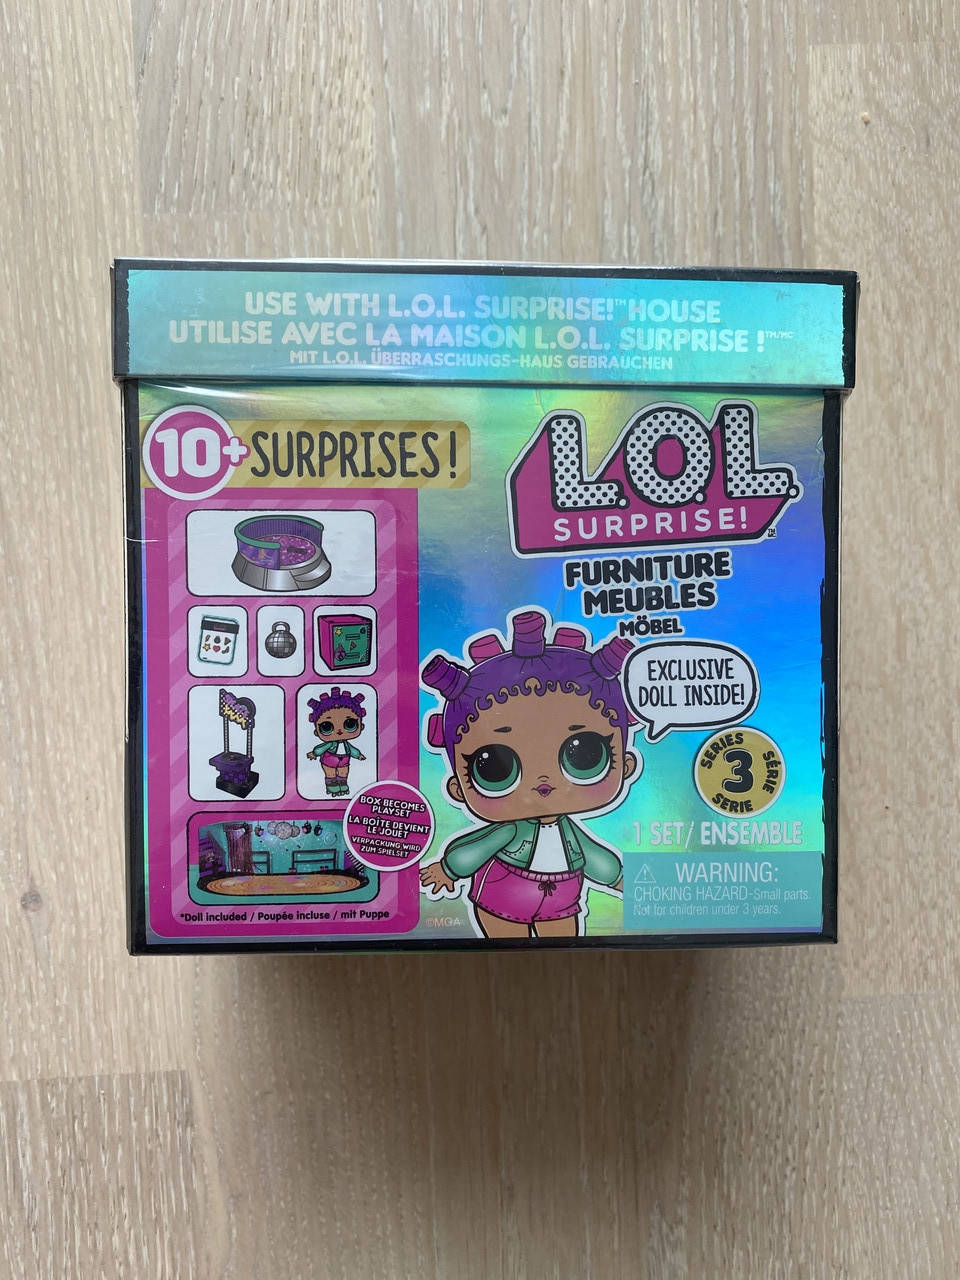 USE WITH L.O.L. SURPRISE!™ HOUSE
UTILISE AVEC LA MAISON L.O.L. SURPRISE !™/MC
MIT L.O.L. ÜBERRASCHUNGS-HAUS GEBRAUCHEN
10+ SURPRISES!
L.O.L.
SURPRISE!™
FURNITURE
MEUBLES
MÖBEL
EXCLUSIVE
DOLL INSIDE!
SERIES
SÉRIE
3
SERIE
1 SET/ ENSEMBLE
BOX BECOMES
PLAYSET
LA BOÎTE DEVIENT
LE JOUET
VERPACKUNG WIRD
ZUM SPIELSET
*Doll included / Poupée incluse / mit Puppe
©MGA
WARNING:
CHOKING HAZARD-Small parts.
Not for children under 3 years.